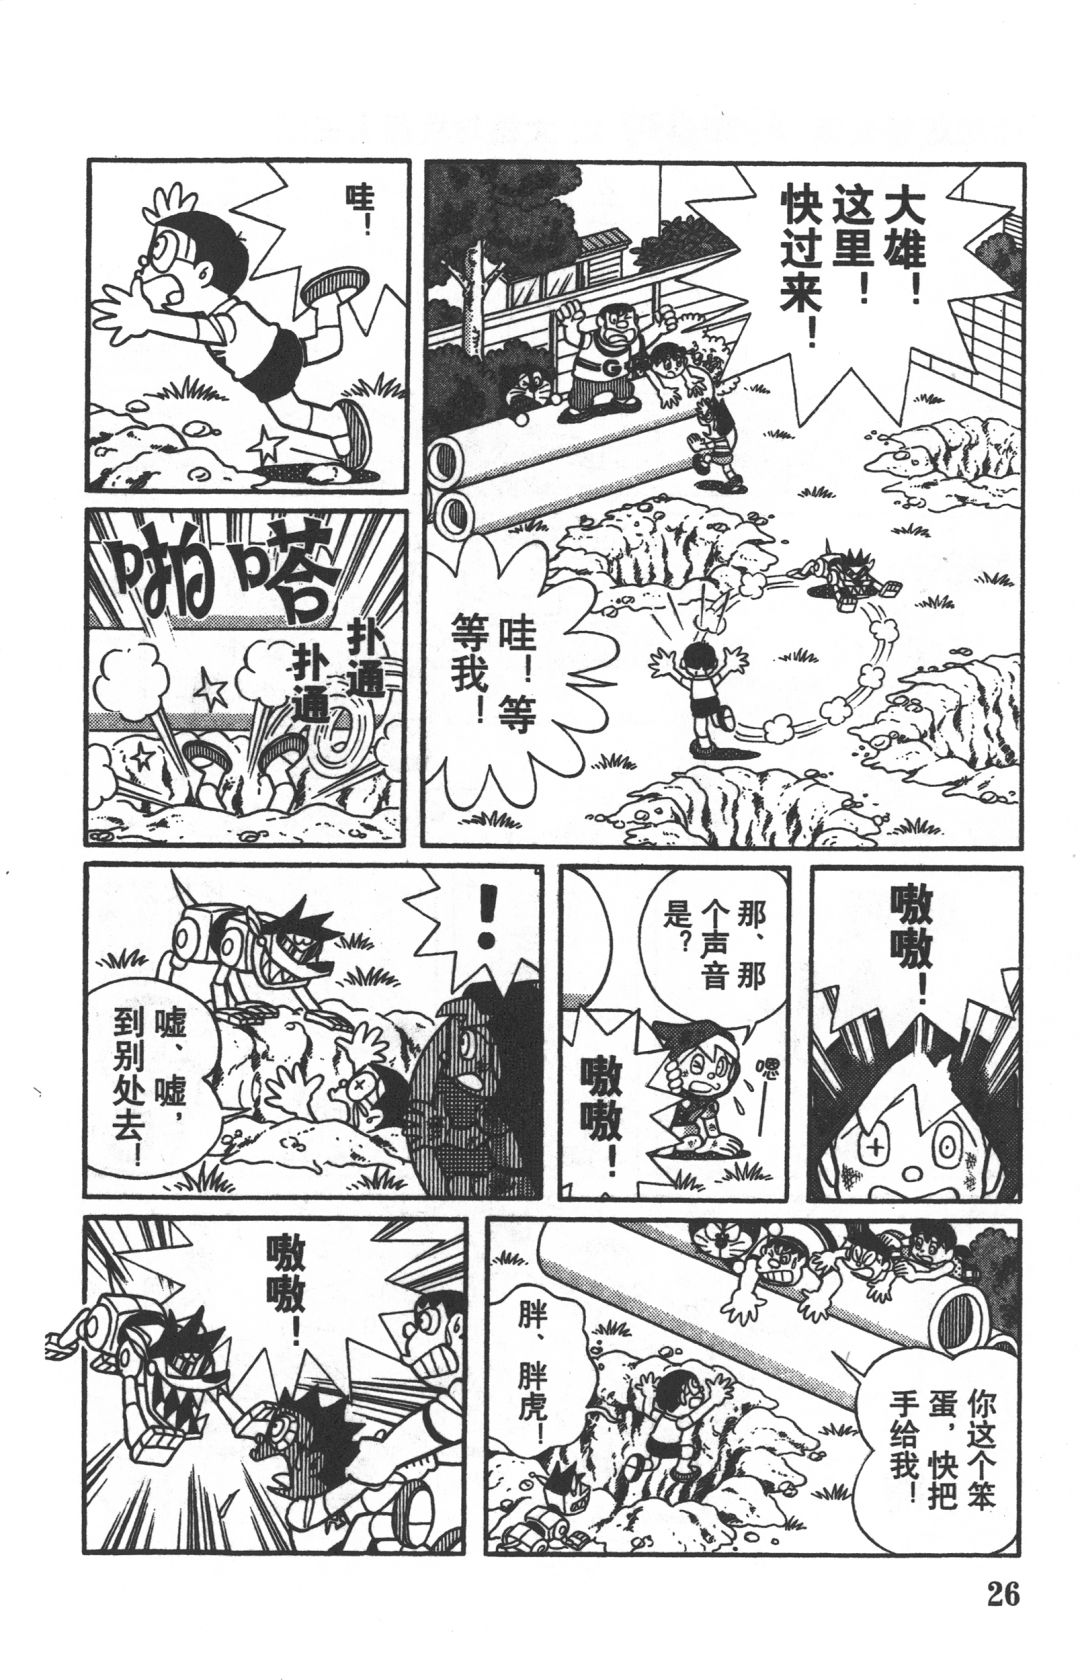 大雄！
这里！
快过来！
G
哇！等
等我！
哇！
啪嗒
扑通
扑通
嗷
嗷！
那、那
个声音
是？
嗯—
嗷
嗷！
！
嘘、嘘，
到别处去！
你这个笨
蛋，快把
手给我！
胖、胖虎！
嗷
嗷！
26